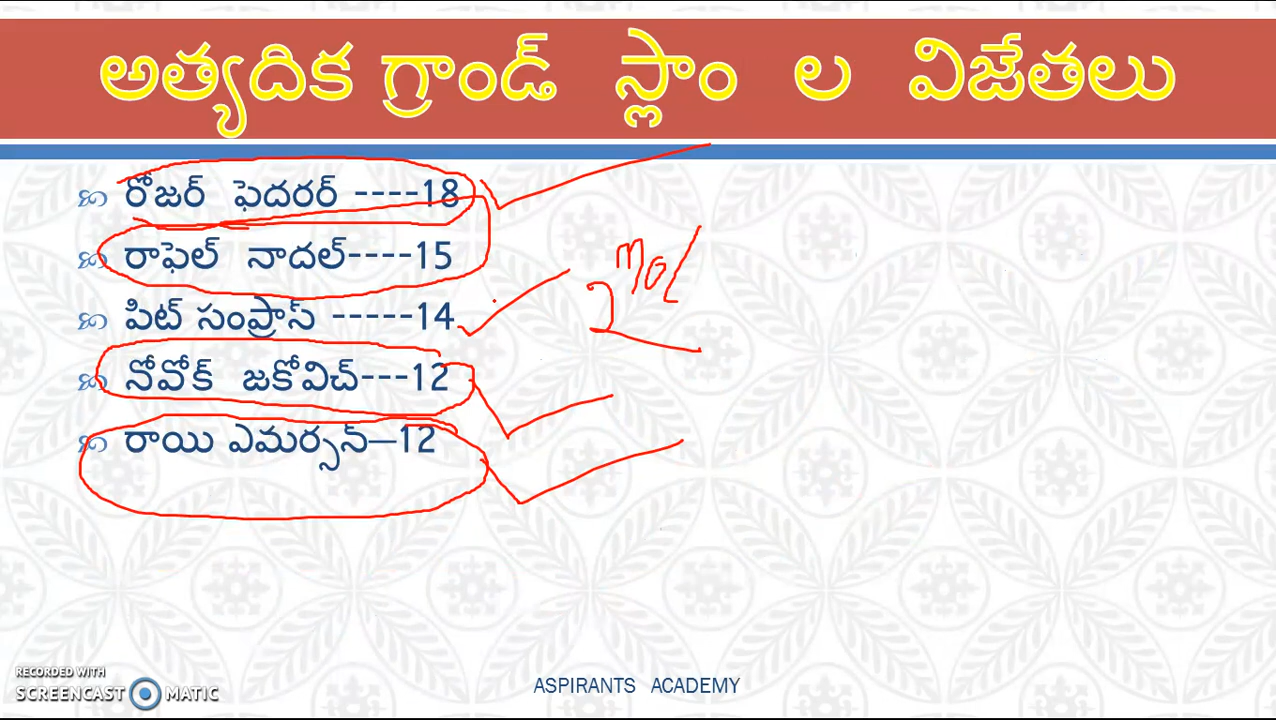 అత్యదిక గ్రాండ్ స్లాం ల విజేతలు
రోజర్ ఫెదరర్ ----18
రాఫెల్ నాదల్----15
పిట్ సంప్రాస్ -----14
నోవోక్ జకోవిచ్---12
రాయి ఎమర్సన్–12
RECORDED WITH
SCREENCAST MATIC
ASPIRANTS ACADEMY